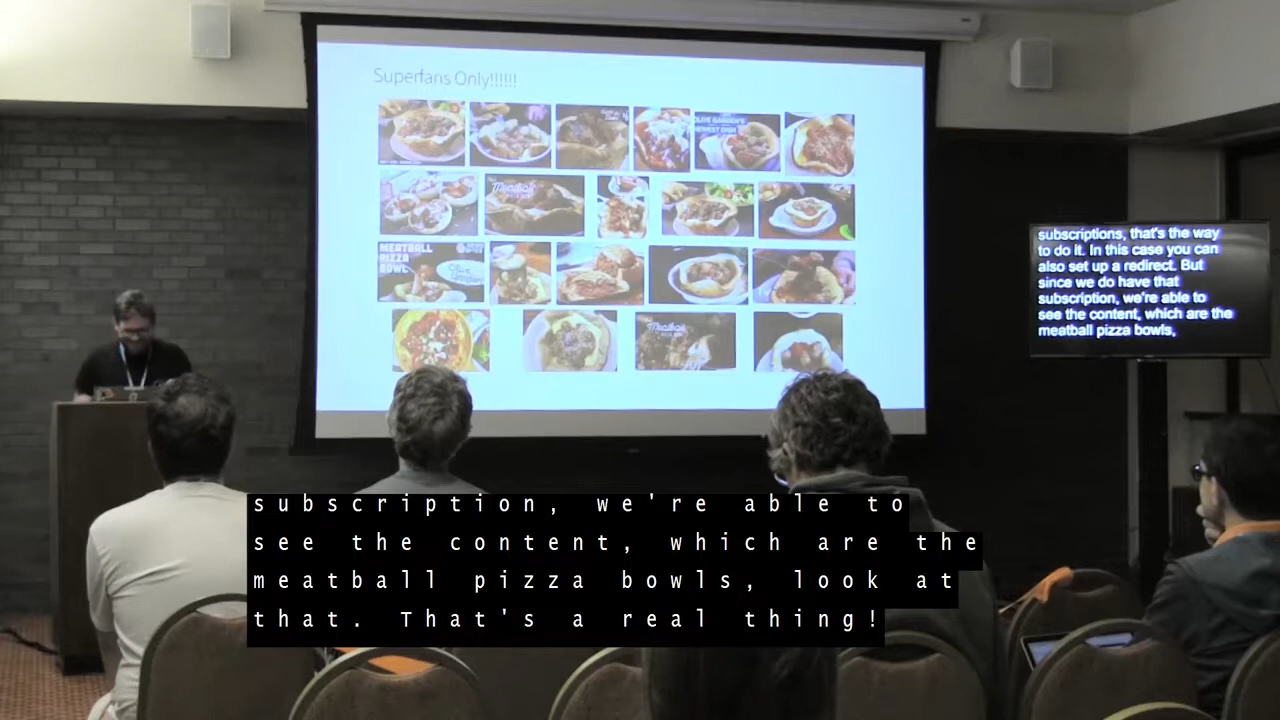 Superfans Only!!!!!!
OLIVE GARDEN'S
NEWEST DISH
Meatball
MEATBALL
PIZZA
BOWL
Olive
Garden
Meatball
subscriptions, that's the way
to do it. In this case you can
also set up a redirect. But
since we do have that
subscription, we're able to
see the content, which are the
meatball pizza bowls,
subscription, we're able to
see the content, which are the
meatball pizza bowls, look at
that. That's a real thing!